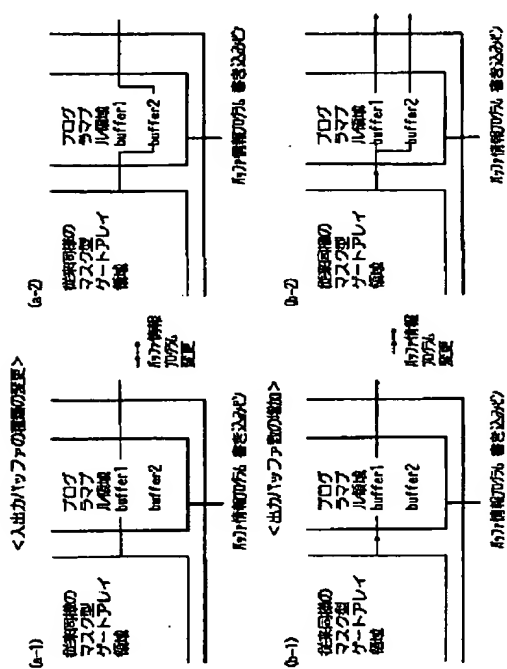 <入出力バッファの種類の変更>
(a-1)
従来同様の
マスク型
ゲートアレイ
領域
プログ
ラマブ
ル領域
buffer1
buffer2
バッファ情報プログラム 書き込みピン
バッファ情報
プログラム
変更
(a-2)
従来同様の
マスク型
ゲートアレイ
領域
プログ
ラマブ
ル領域
buffer1
buffer2
バッファ情報プログラム 書き込みピン
<出力バッファ数の増加>
(b-1)
従来同様の
マスク型
ゲートアレイ
領域
プログ
ラマブ
ル領域
buffer1
buffer2
バッファ情報プログラム 書き込みピン
バッファ情報
プログラム
変更
(b-2)
従来同様の
マスク型
ゲートアレイ
領域
プログ
ラマブ
ル領域
buffer1
buffer2
バッファ情報プログラム 書き込みピン